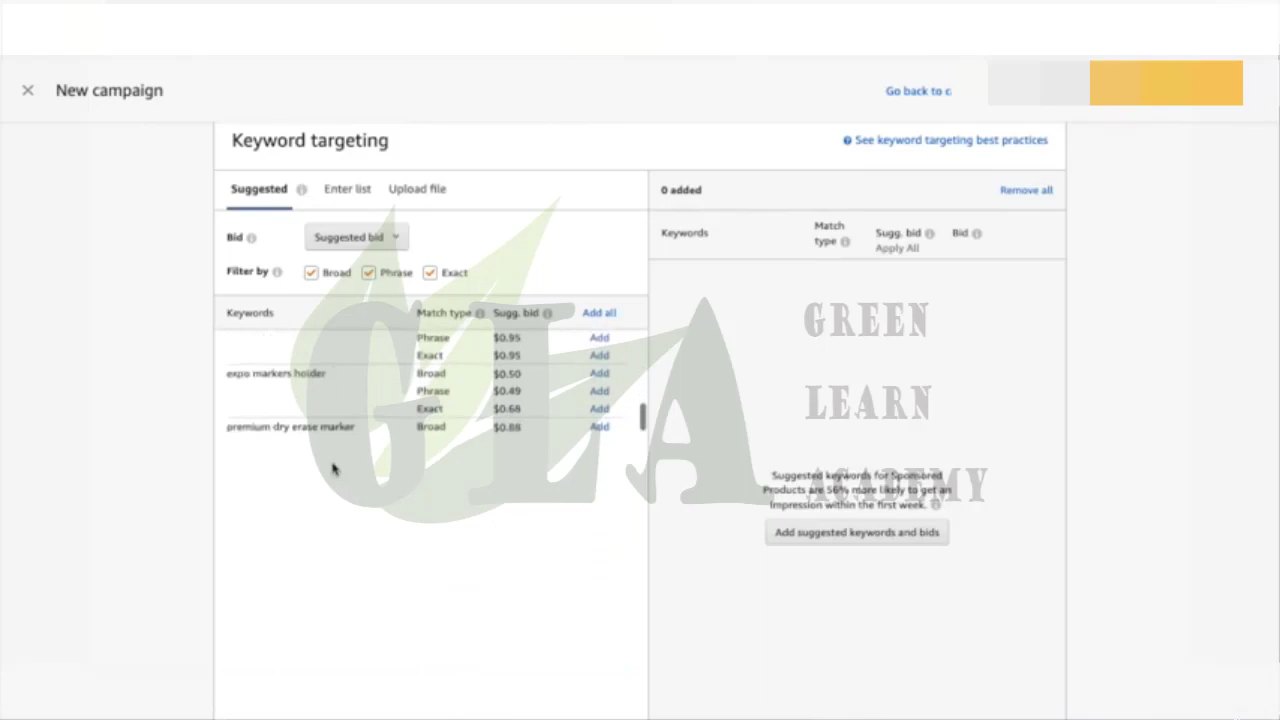 New campaign
Go back to c
Keyword targeting
See keyword targeting best practices
Suggested Enter list Upload file
0 added
Remove all
Bid Suggested bid
Keywords Match type Sugg. bid Bid
Apply All
Filter by Broad Phrase Exact
Keywords Match type Sugg. bid Add all
Phrase $0.95 Add
Exact $0.95 Add
expo markers holder Broad $0.50 Add
Phrase $0.49 Add
Exact $0.68 Add
premium dry erase marker Broad $0.88 Add
GLA
GREEN
LEARN
ACADEMY
Suggested keywords for Sponsored
Products are 56% more likely to get an
impression within the first week.
Add suggested keywords and bids